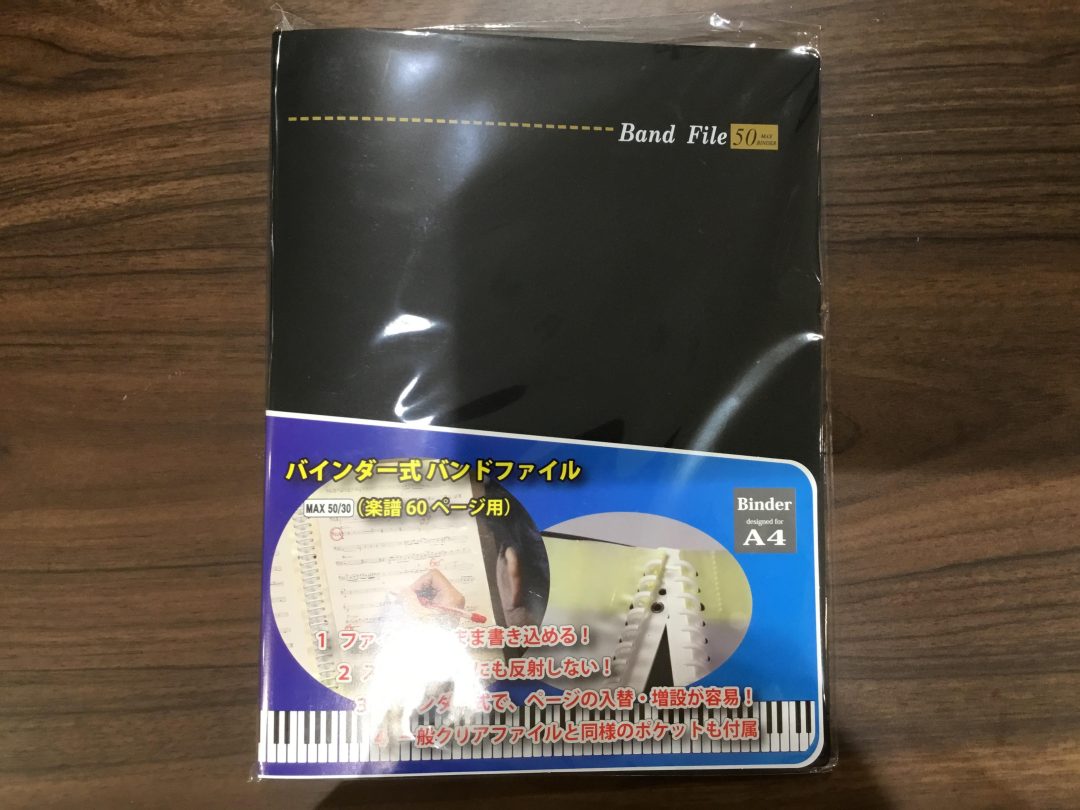 Band File 50 MAX BINDER
バインダー式 バンドファイル
MAX 50/30 (楽譜60ページ用)
Binder
designed for
A4
1 ファ まま書き込める!
2 にも反射しない!
3 ンダー式で、ページの入替・増設が容易!
般クリアファイルと同様のポケットも付属